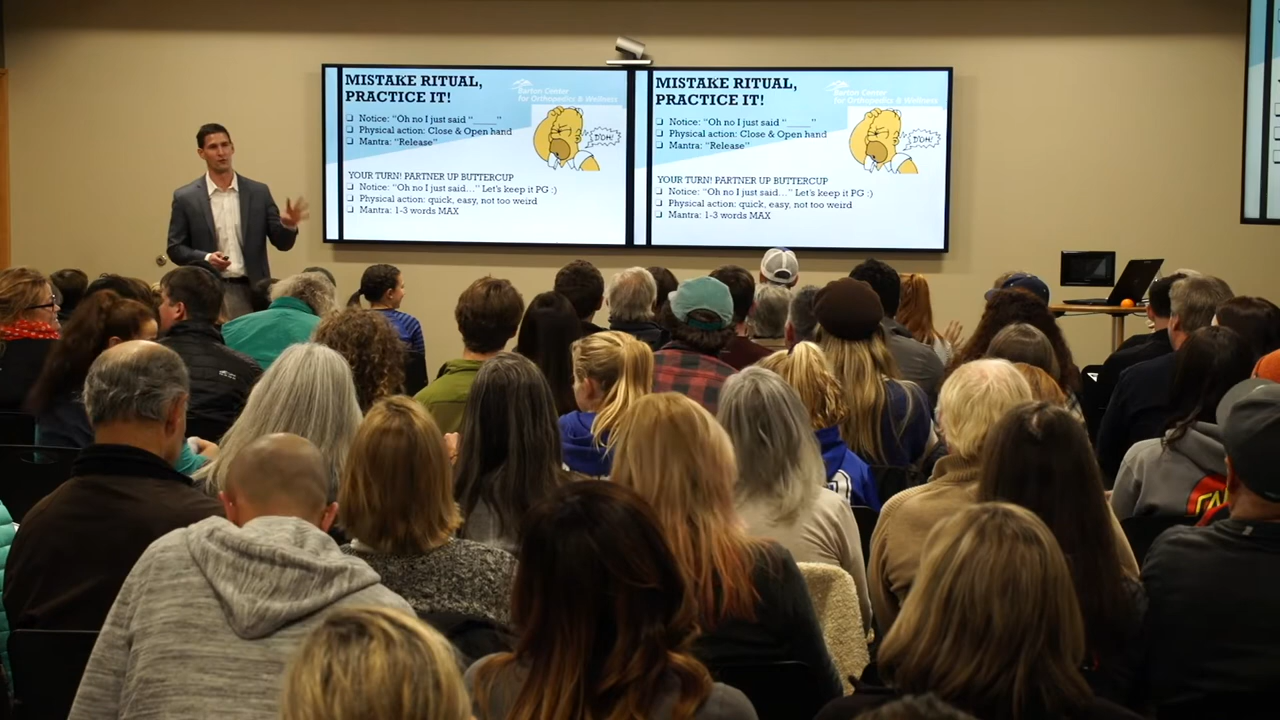 MISTAKE RITUAL,
PRACTICE IT!
Barton Center
for Orthopedics & Wellness
❑ Notice: "Oh no I just said "_____"
❑ Physical action: Close & Open hand
❑ Mantra: "Release"
D'OH!
YOUR TURN! PARTNER UP BUTTERCUP
❑ Notice: "Oh no I just said..." Let's keep it PG :)
❑ Physical action: quick, easy, not too weird
❑ Mantra: 1-3 words MAX
MISTAKE RITUAL,
PRACTICE IT!
Barton Center
for Orthopedics & Wellness
❑ Notice: "Oh no I just said "_____"
❑ Physical action: Close & Open hand
❑ Mantra: "Release"
D'OH!
YOUR TURN! PARTNER UP BUTTERCUP
❑ Notice: "Oh no I just said..." Let's keep it PG :)
❑ Physical action: quick, easy, not too weird
❑ Mantra: 1-3 words MAX